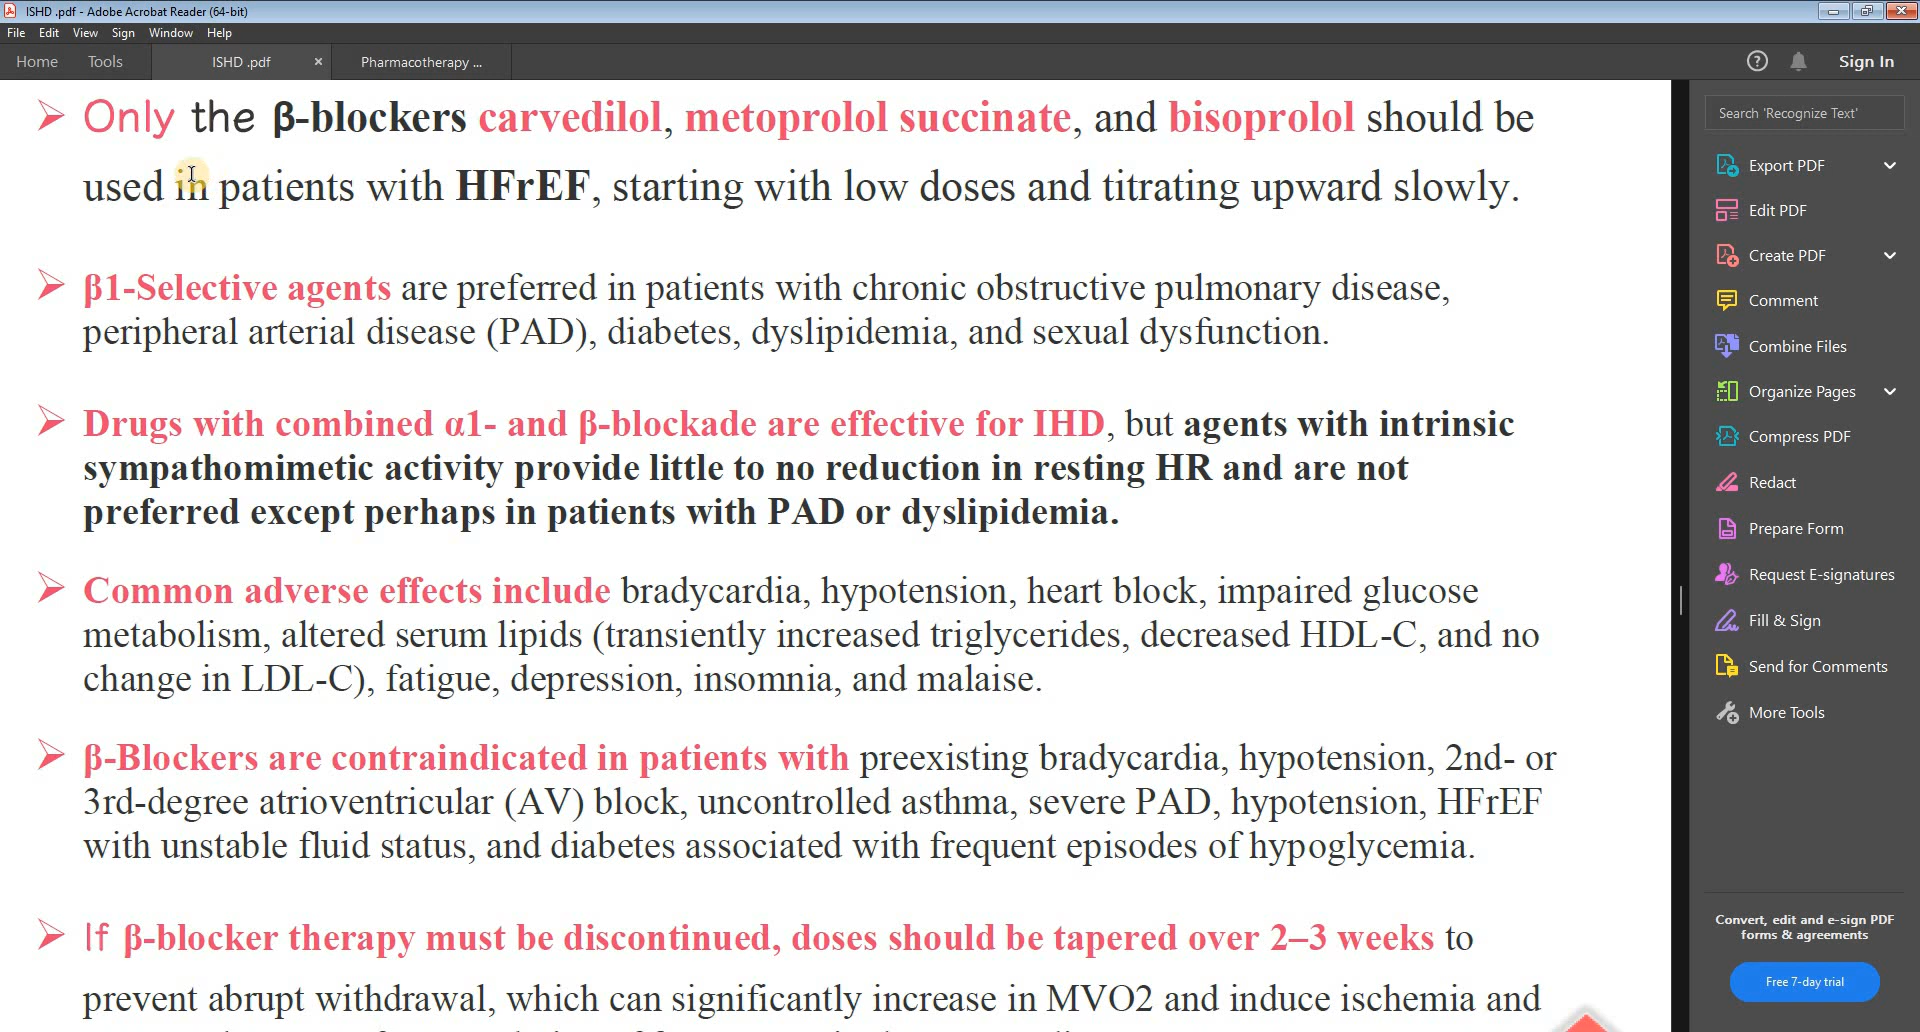 ISHD .pdf - Adobe Acrobat Reader (64-bit)
File Edit View Sign Window Help
Home Tools ISHD .pdf × Pharmacotherapy ... Sign In
➢ Only the β-blockers carvedilol, metoprolol succinate, and bisoprolol should be
used in patients with HFrEF, starting with low doses and titrating upward slowly.
➢ β1-Selective agents are preferred in patients with chronic obstructive pulmonary disease,
peripheral arterial disease (PAD), diabetes, dyslipidemia, and sexual dysfunction.
➢ Drugs with combined α1- and β-blockade are effective for IHD, but agents with intrinsic
sympathomimetic activity provide little to no reduction in resting HR and are not
preferred except perhaps in patients with PAD or dyslipidemia.
➢ Common adverse effects include bradycardia, hypotension, heart block, impaired glucose
metabolism, altered serum lipids (transiently increased triglycerides, decreased HDL-C, and no
change in LDL-C), fatigue, depression, insomnia, and malaise.
➢ β-Blockers are contraindicated in patients with preexisting bradycardia, hypotension, 2nd- or
3rd-degree atrioventricular (AV) block, uncontrolled asthma, severe PAD, hypotension, HFrEF
with unstable fluid status, and diabetes associated with frequent episodes of hypoglycemia.
➢ If β-blocker therapy must be discontinued, doses should be tapered over 2–3 weeks to
prevent abrupt withdrawal, which can significantly increase in MVO2 and induce ischemia and
Search 'Recognize Text'
Export PDF
Edit PDF
Create PDF
Comment
Combine Files
Organize Pages
Compress PDF
Redact
Prepare Form
Request E-signatures
Fill & Sign
Send for Comments
More Tools
Convert, edit and e-sign PDF
forms & agreements
Free 7-day trial